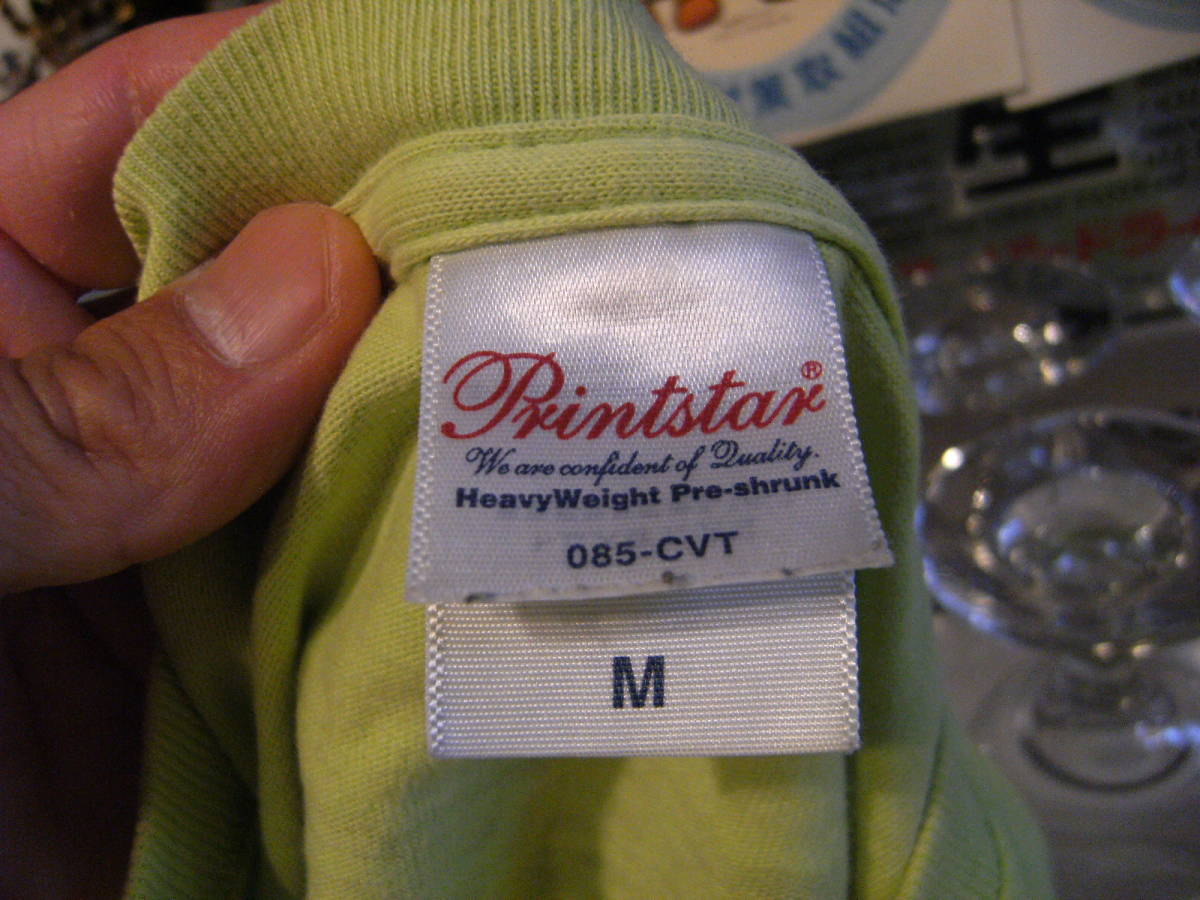 Printstar®
We are confident of Quality.
HeavyWeight Pre-shrunk
085-CVT
M